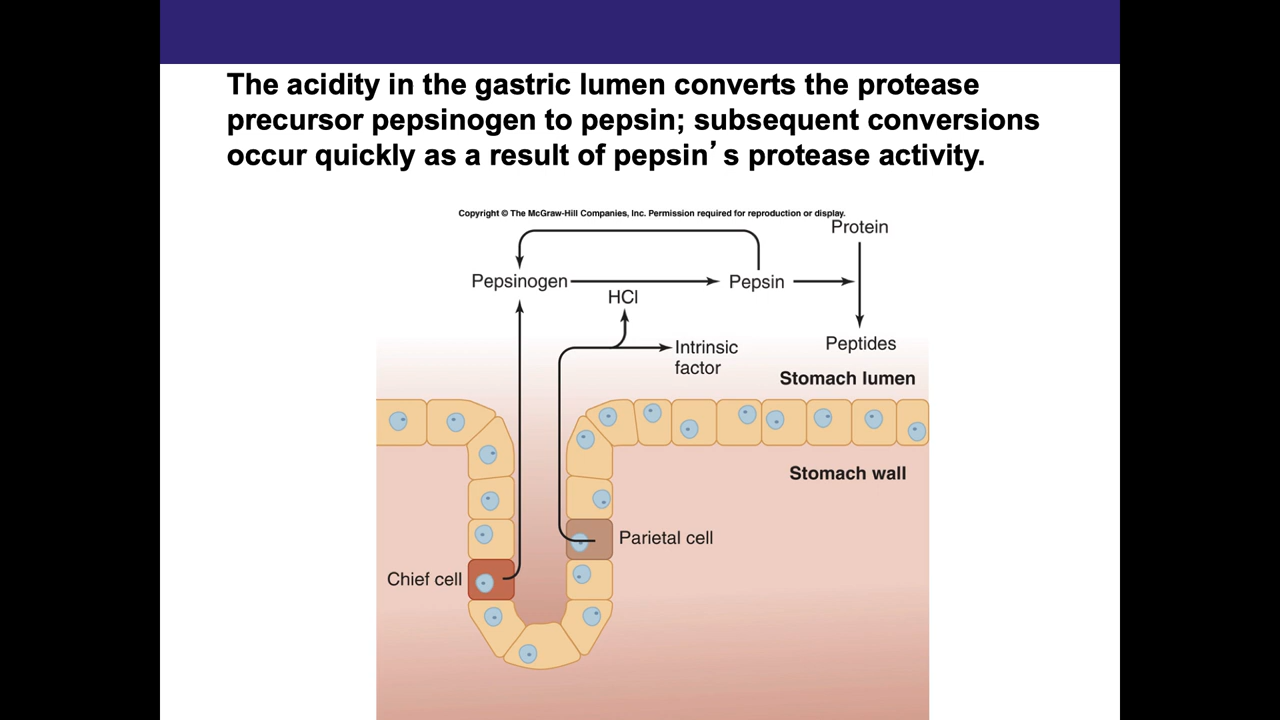 The acidity in the gastric lumen converts the protease
precursor pepsinogen to pepsin; subsequent conversions
occur quickly as a result of pepsin’s protease activity.
Copyright © The McGraw-Hill Companies, Inc. Permission required for reproduction or display.
Protein
Pepsinogen
Pepsin
HCl
Peptides
Intrinsic
factor
Stomach lumen
Stomach wall
Parietal cell
Chief cell